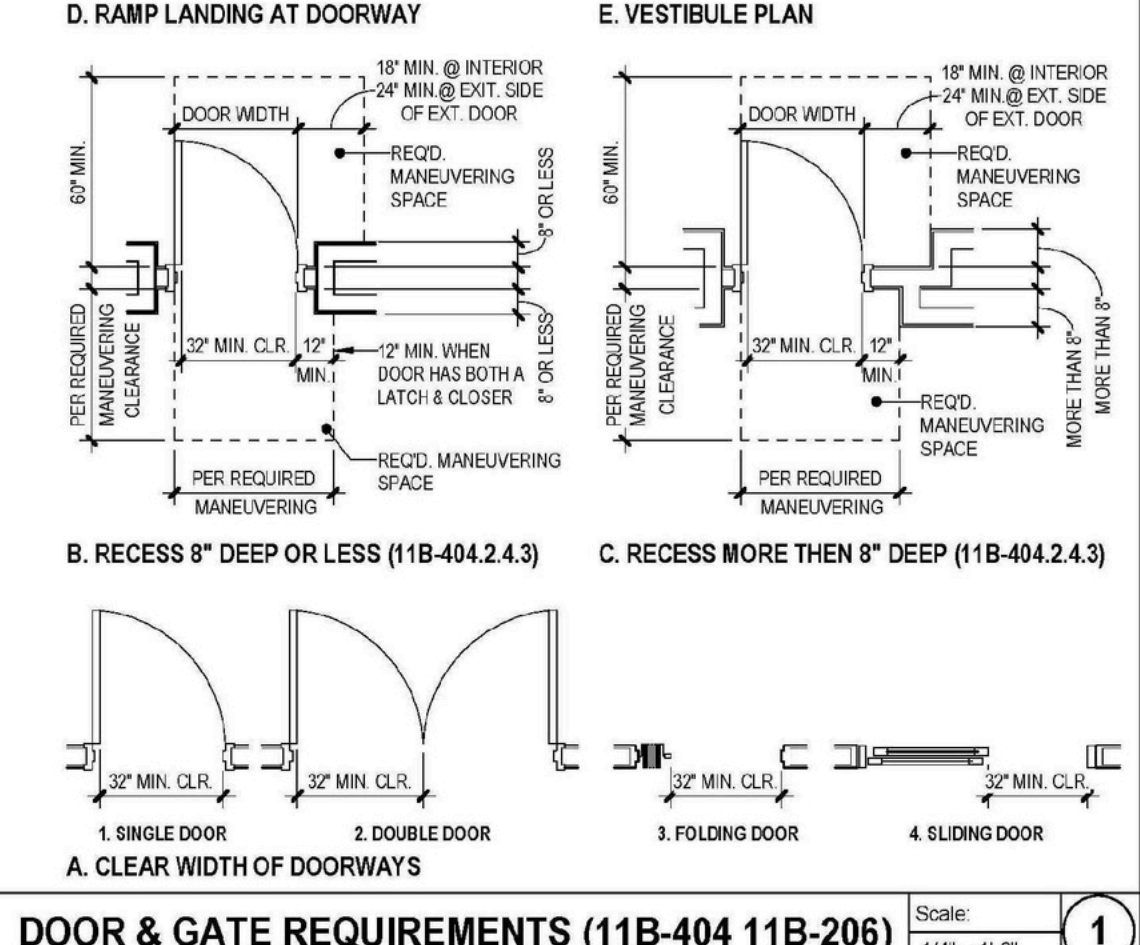 D. RAMP LANDING AT DOORWAY
E. VESTIBULE PLAN
18" MIN. @ INTERIOR
24" MIN.@ EXIT. SIDE
OF EXT. DOOR
DOOR WIDTH
REQ'D.
MANEUVERING
SPACE
60" MIN.
8" OR LESS
8" OR LESS
PER REQUIRED
MANEUVERING
CLEARANCE
32" MIN. CLR.
12"
MIN.
12" MIN. WHEN
DOOR HAS BOTH A
LATCH & CLOSER
REQ'D. MANEUVERING
SPACE
PER REQUIRED
MANEUVERING
18" MIN. @ INTERIOR
24" MIN.@ EXT. SIDE
OF EXT. DOOR
DOOR WIDTH
REQ'D.
MANEUVERING
SPACE
60" MIN.
MORE THAN 8"
MORE THAN 8"
PER REQUIRED
MANEUVERING
CLEARANCE
32" MIN. CLR.
12"
MIN.
REQ'D.
MANEUVERING
SPACE
PER REQUIRED
MANEUVERING
B. RECESS 8" DEEP OR LESS (11B-404.2.4.3)
C. RECESS MORE THEN 8" DEEP (11B-404.2.4.3)
32" MIN. CLR.
32" MIN. CLR.
32" MIN. CLR.
32" MIN. CLR.
1. SINGLE DOOR
2. DOUBLE DOOR
3. FOLDING DOOR
4. SLIDING DOOR
A. CLEAR WIDTH OF DOORWAYS
DOOR & GATE REQUIREMENTS (11B-404 11B-206)
Scale:
1